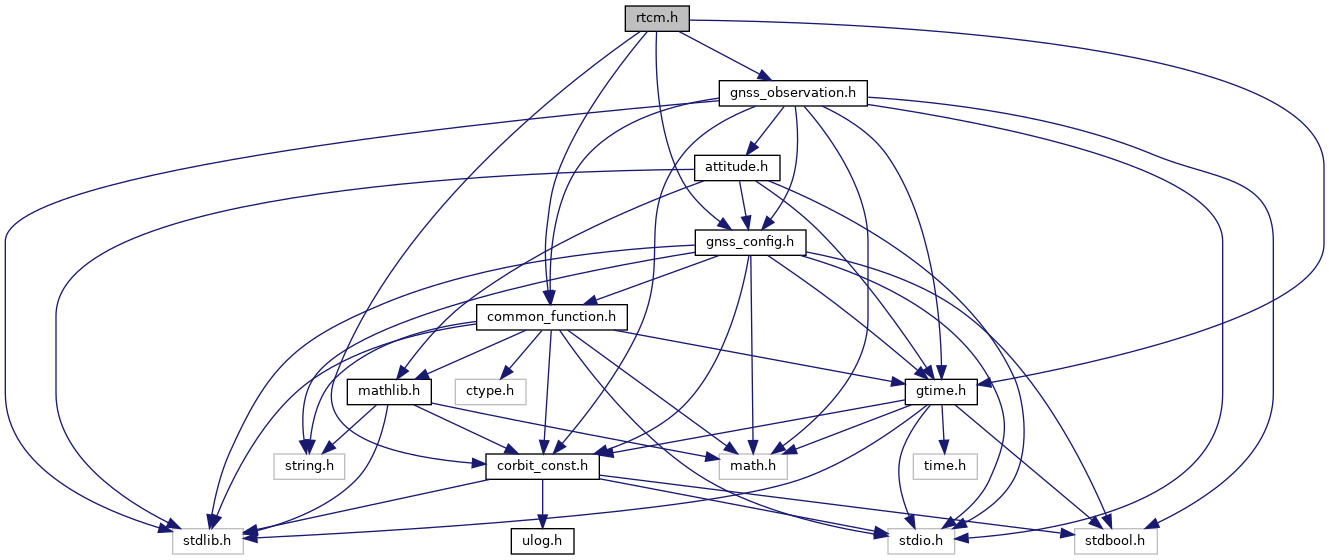 rtcm.h
gnss_observation.h
attitude.h
gnss_config.h
common_function.h
mathlib.h
ctype.h
gtime.h
string.h
corbit_const.h
math.h
time.h
stdlib.h
ulog.h
stdio.h
stdbool.h